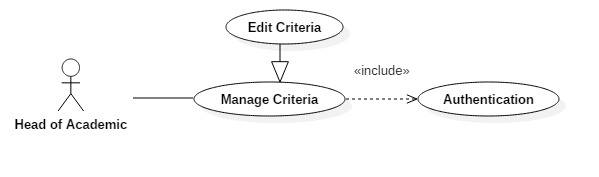 Edit Criteria
«include»
Manage Criteria
Authentication
Head of Academic